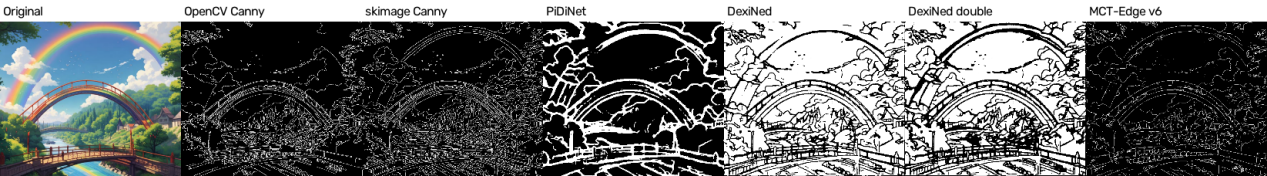 Original
OpenCV Canny
skimage Canny
PiDiNet
DexiNed
DexiNed double
MCT-Edge v6